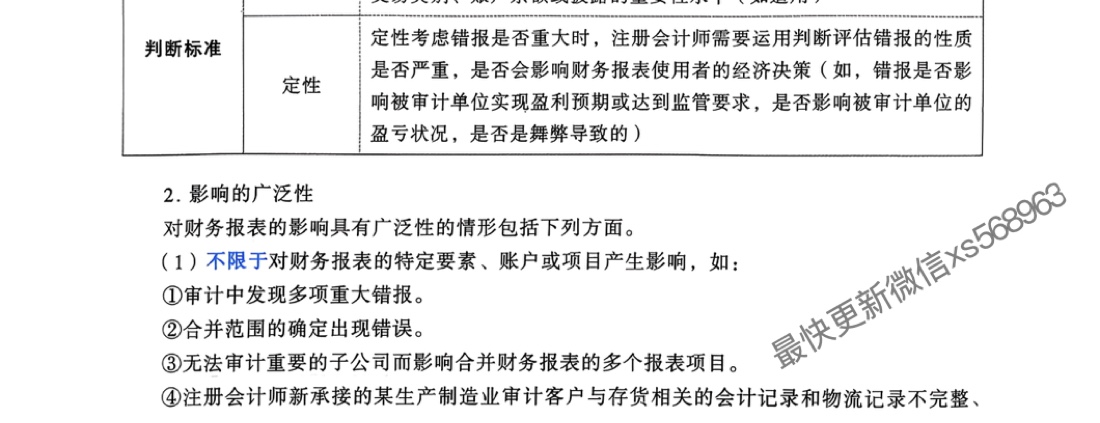 判断标准
定性
定性考虑错报是否重大时，注册会计师需要运用判断评估错报的性质
是否严重，是否会影响财务报表使用者的经济决策（如，错报是否影
响被审计单位实现盈利预期或达到监管要求，是否影响被审计单位的
盈亏状况，是否是舞弊导致的）
2. 影响的广泛性
对财务报表的影响具有广泛性的情形包括下列方面。
（1）不限于对财务报表的特定要素、账户或项目产生影响，如：
①审计中发现多项重大错报。
②合并范围的确定出现错误。
③无法审计重要的子公司而影响合并财务报表的多个报表项目。
④注册会计师新承接的某生产制造业审计客户与存货相关的会计记录和物流记录不完整、
最快更新微信xs568963